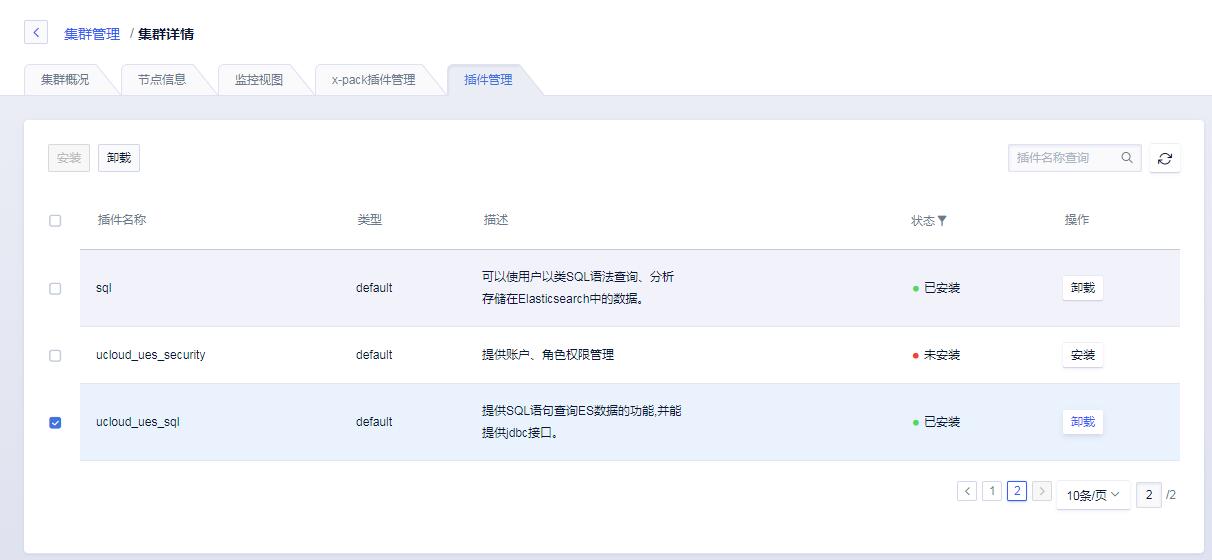 集群管理 / 集群详情
集群概况 节点信息 监控视图 x-pack插件管理 插件管理
安装 卸载 插件名称查询
插件名称 类型 描述 状态 操作
sql default 可以使用户以类SQL语法查询、分析 已安装 卸载
存储在Elasticsearch中的数据。
ucloud_ues_security default 提供账户、角色权限管理 未安装 安装
ucloud_ues_sql default 提供SQL语句查询ES数据的功能,并能 已安装 卸载
提供jdbc接口。
1 2 10条/页 2 /2